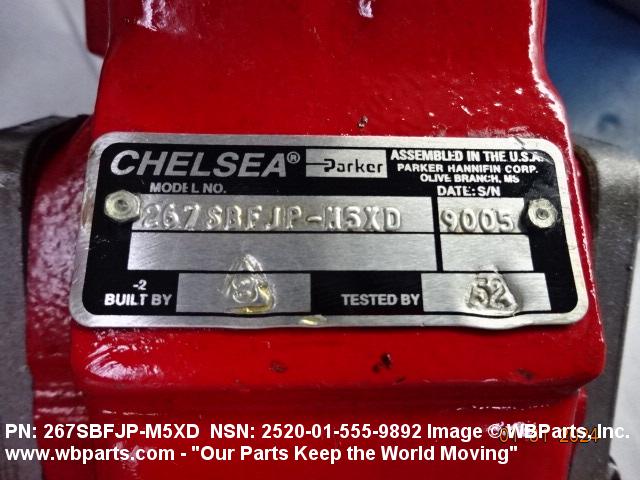 CHELSEA® Parker
ASSEMBLED IN THE U.S.A.
PARKER HANNIFIN CORP.
OLIVE BRANCH, MS
MODEL NO. DATE: S/N
267SBFJP-M5XD 9005
-2
BUILT BY 3 TESTED BY 52
PN: 267SBFJP-M5XD NSN: 2520-01-555-9892 Image © WBParts, Inc.
www.wbparts.com - "Our Parts Keep the World Moving"